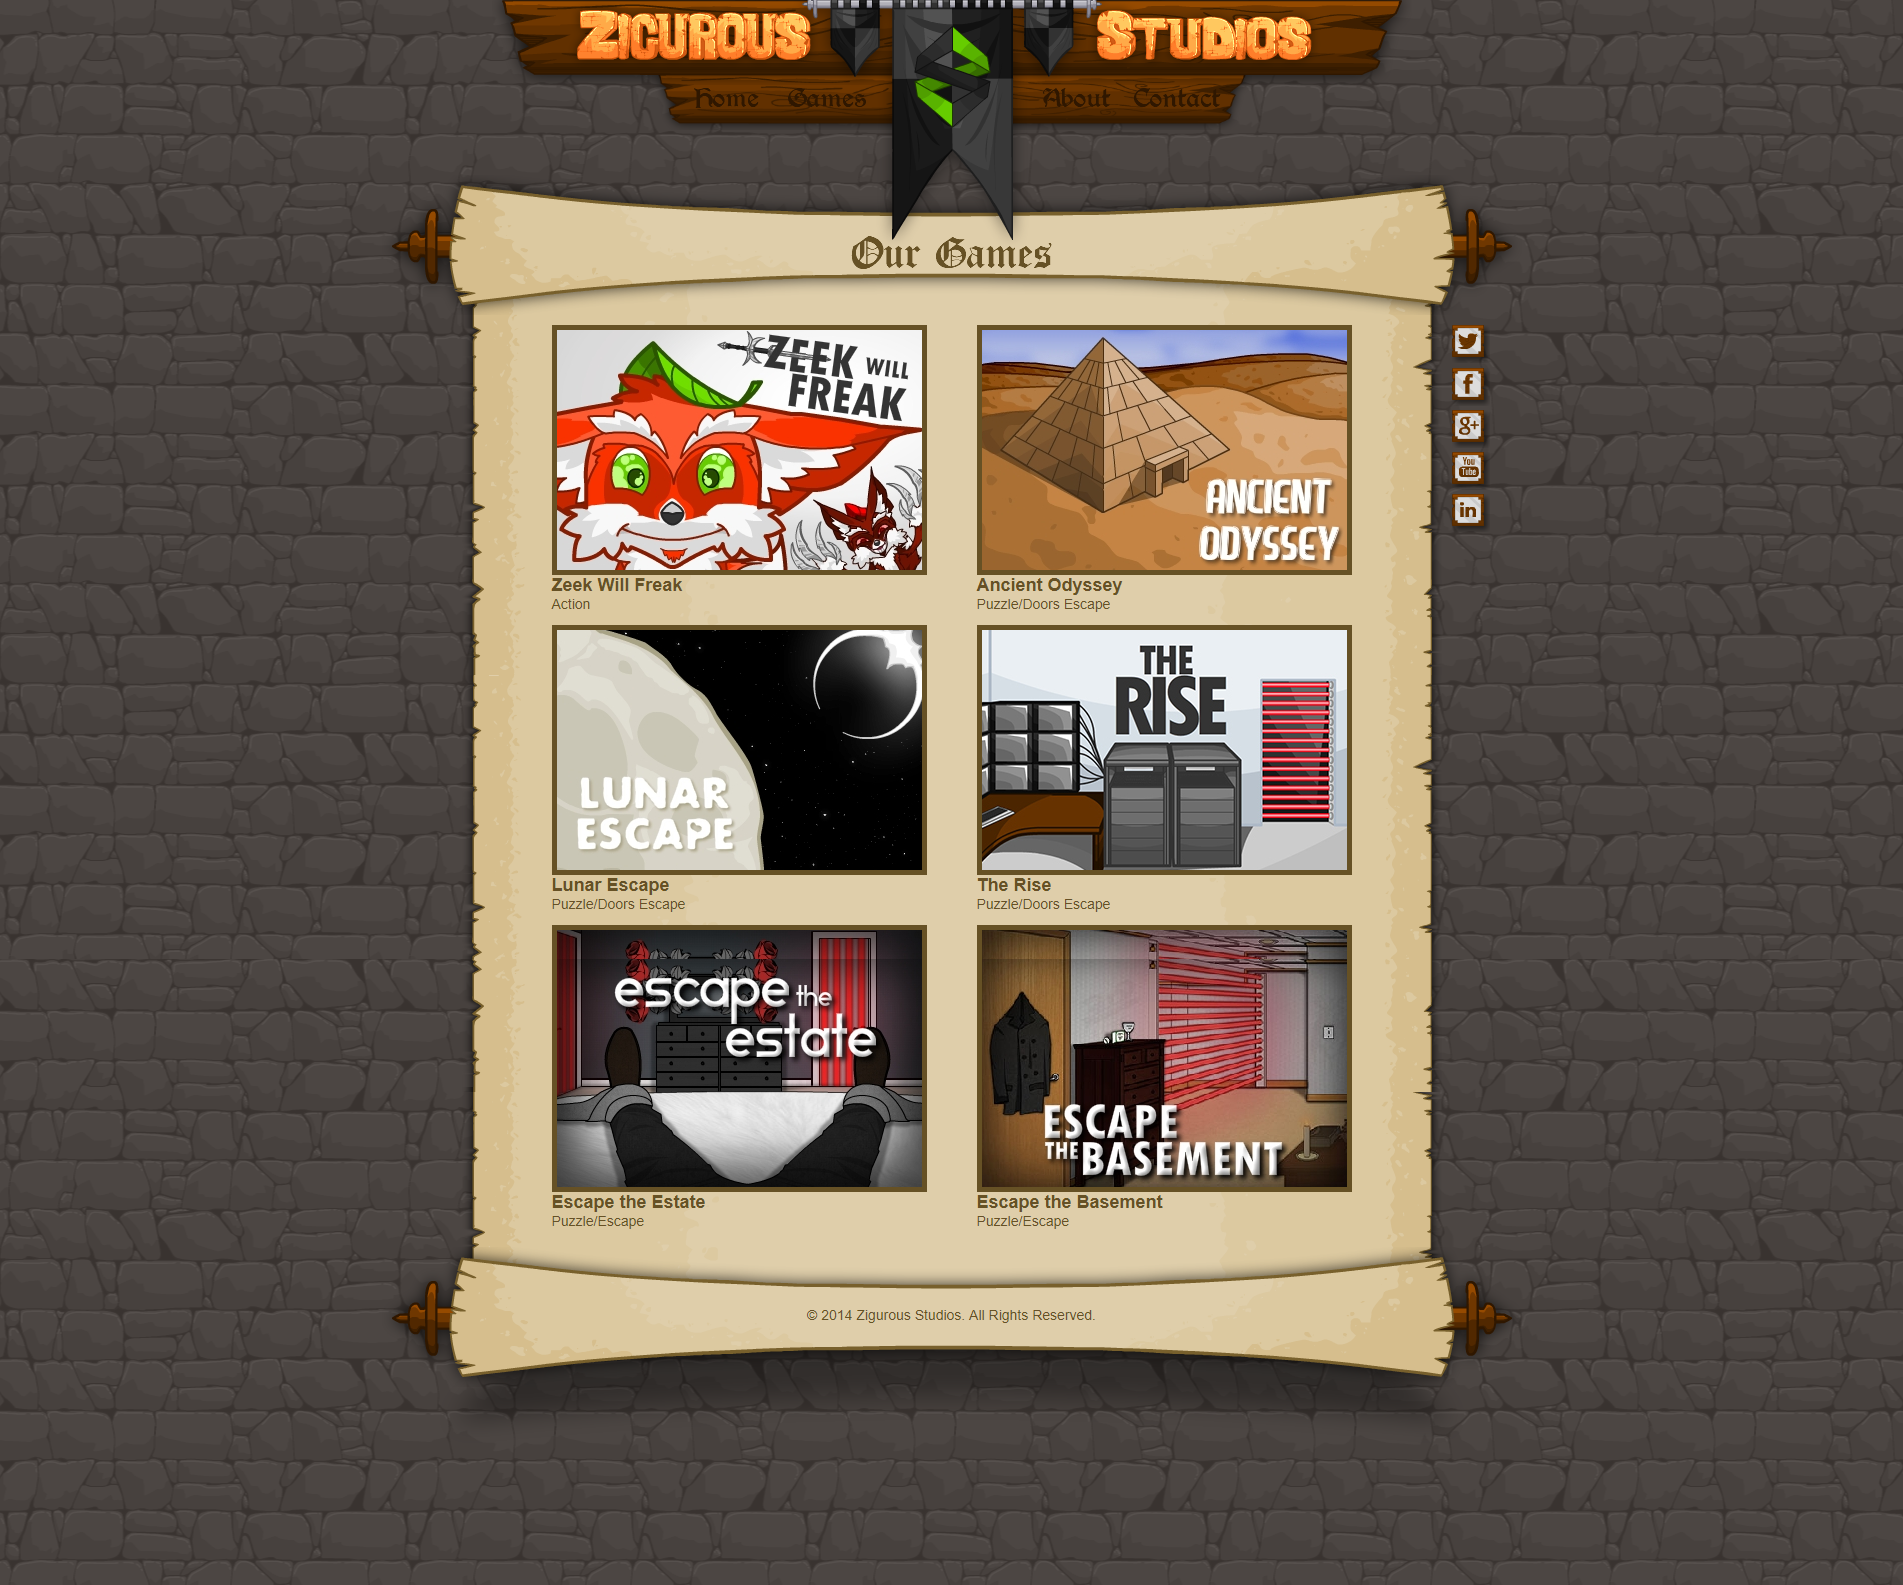 Zigurous Studios
Home Games About Contact
Our Games
ZEEK WILL
FREAK
Zeek Will Freak
Action
ANCIENT
ODYSSEY
Ancient Odyssey
Puzzle/Doors Escape
LUNAR
ESCAPE
Lunar Escape
Puzzle/Doors Escape
THE
RISE
The Rise
Puzzle/Doors Escape
escape the
estate
Escape the Estate
Puzzle/Escape
ESCAPE
THE BASEMENT
Escape the Basement
Puzzle/Escape
f
g+
You
Tube
in
© 2014 Zigurous Studios. All Rights Reserved.